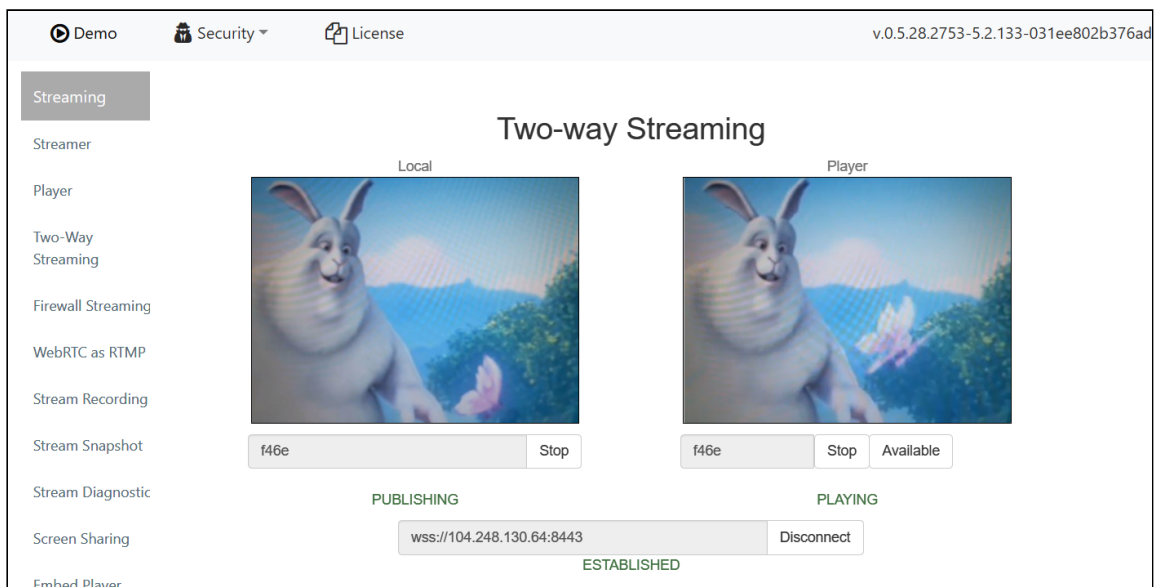 Demo Security License v.0.5.28.2753-5.2.133-031ee802b376ad
Streaming
Streamer
Player
Two-Way
Streaming
Firewall Streaming
WebRTC as RTMP
Stream Recording
Stream Snapshot
Stream Diagnostic
Screen Sharing
Embed Player
Two-way Streaming
Local Player
f46e Stop f46e Stop Available
PUBLISHING PLAYING
wss://104.248.130.64:8443 Disconnect
ESTABLISHED